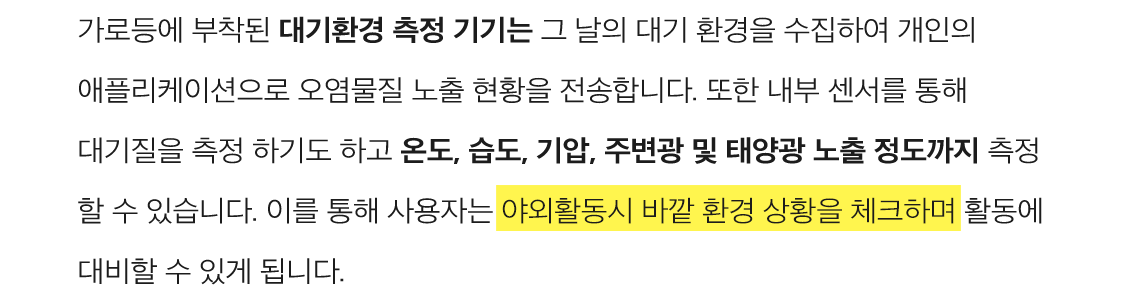 가로등에 부착된 대기환경 측정 기기는 그 날의 대기 환경을 수집하여 개인의
애플리케이션으로 오염물질 노출 현황을 전송합니다. 또한 내부 센서를 통해
대기질을 측정 하기도 하고 온도, 습도, 기압, 주변광 및 태양광 노출 정도까지 측정
할 수 있습니다. 이를 통해 사용자는 야외활동시 바깥 환경 상황을 체크하며 활동에
대비할 수 있게 됩니다.